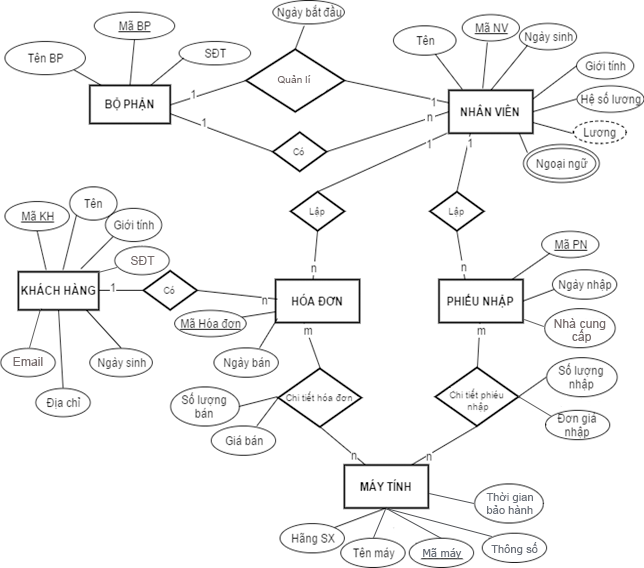 Ngày bắt đầu
Mã BP
Tên BP
SĐT
Quản lí
Tên
Mã NV
Ngày sinh
Giới tính
Hệ số lương
Lương
Ngoại ngữ
BỘ PHẬN
NHÂN VIÊN
1
1
1
n
Có
1
1
Mã KH
Tên
Giới tính
SĐT
Lập
Lập
Mã PN
Ngày nhập
Nhà cung
cấp
n
n
KHÁCH HÀNG
1
Có
n
HÓA ĐƠN
PHIẾU NHẬP
Mã Hòa đơn
m
m
Email
Ngày sinh
Ngày bán
Địa chỉ
Số lượng
bán
Giá bán
Chi tiết hóa đơn
Chi tiết phiếu
nhập
Số lượng
nhập
Đơn giá
nhập
n
n
MÁY TÍNH
Thời gian
bảo hành
Hãng SX
Tên máy
Mã máy
Thông số